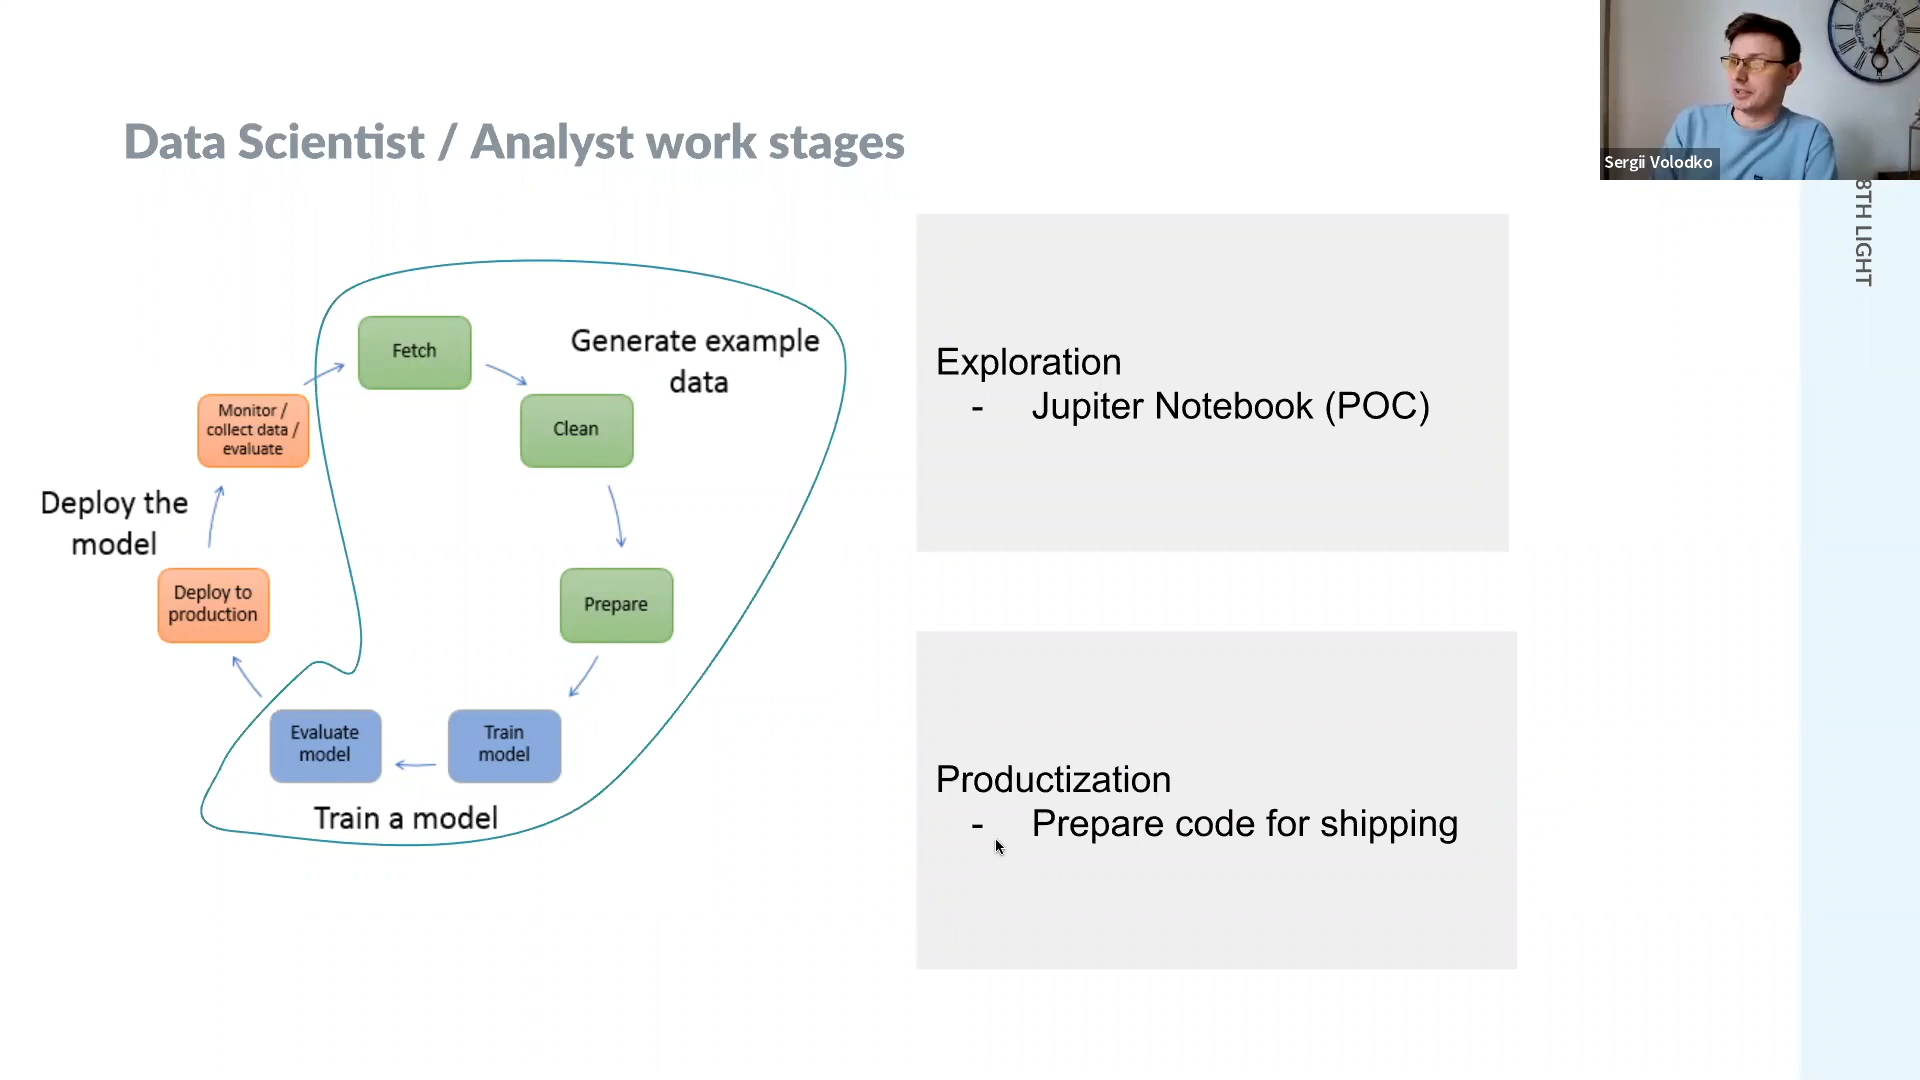 Data Scientist / Analyst work stages
Sergii Volodko
8TH LIGHT
Fetch
Generate example
data
Clean
Monitor /
collect data /
evaluate
Deploy the
model
Deploy to
production
Prepare
Evaluate
model
Train
model
Train a model
Exploration
- Jupiter Notebook (POC)
Productization
- Prepare code for shipping